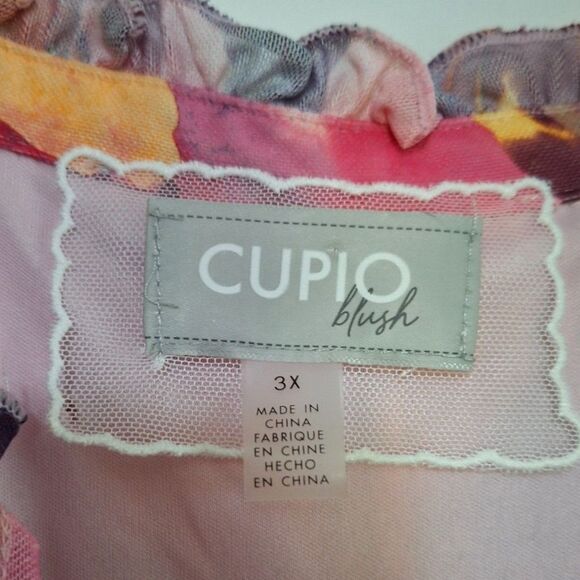 CUPIO
blush
3X
MADE IN
CHINA
FABRIQUE
EN CHINE
HECHO
EN CHINA